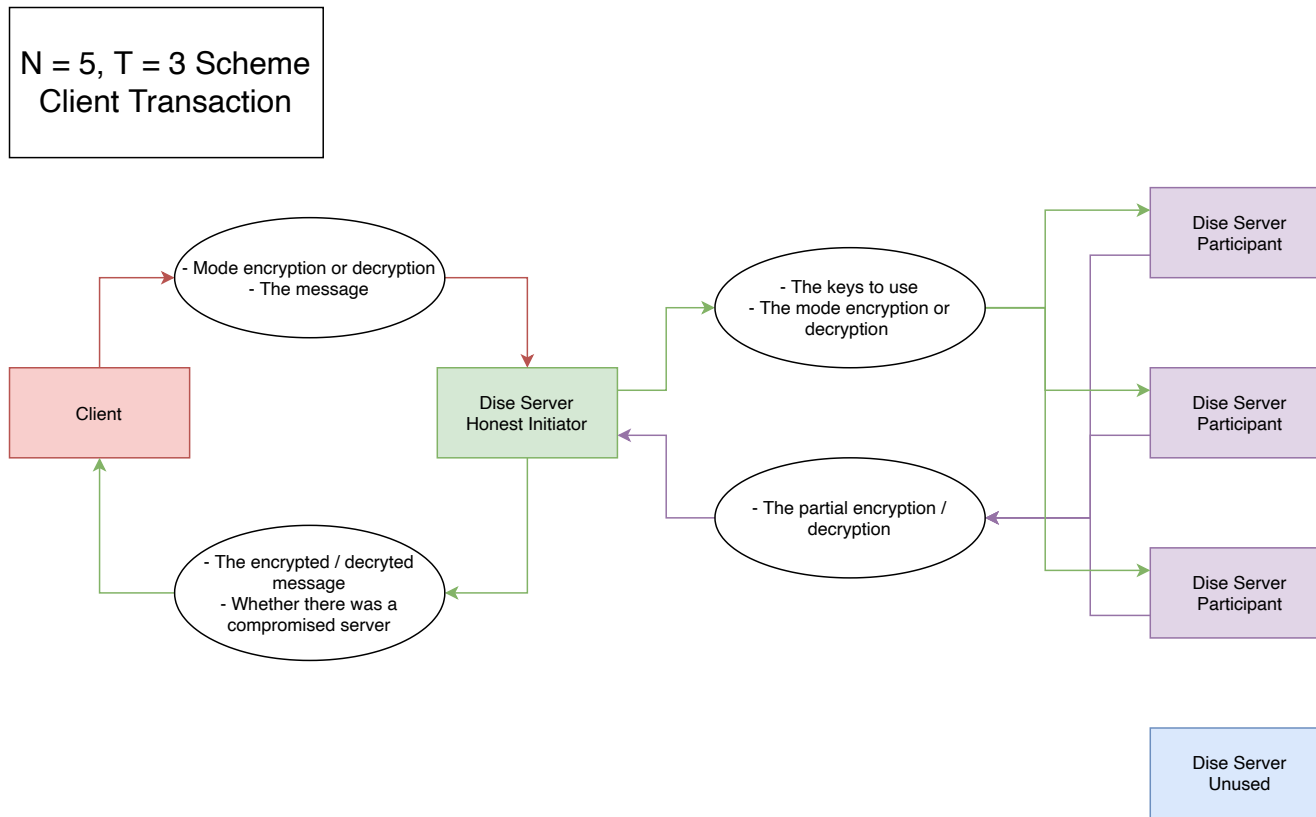 N = 5, T = 3 Scheme
Client Transaction
- Mode encryption or decryption
- The message
- The keys to use
- The mode encryption or
decryption
Dise Server
Participant
Client
Dise Server
Honest Initiator
Dise Server
Participant
- The partial encryption /
decryption
- The encrypted / decryted
message
- Whether there was a
compromised server
Dise Server
Participant
Dise Server
Unused